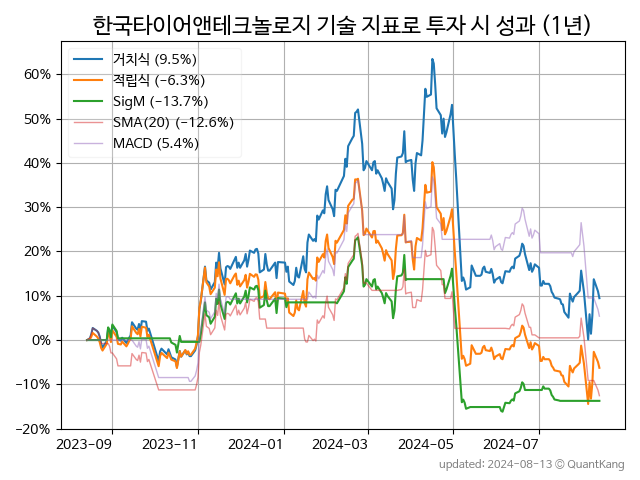 한국타이어앤테크놀로지 기술 지표로 투자 시 성과 (1년)
거치식 (9.5%)
적립식 (-6.3%)
SigM (-13.7%)
SMA(20) (-12.6%)
MACD (5.4%)
60%
50%
40%
30%
20%
10%
0%
-10%
-20%
2023-09 2023-11 2024-01 2024-03 2024-05 2024-07
updated: 2024-08-13 © QuantKang